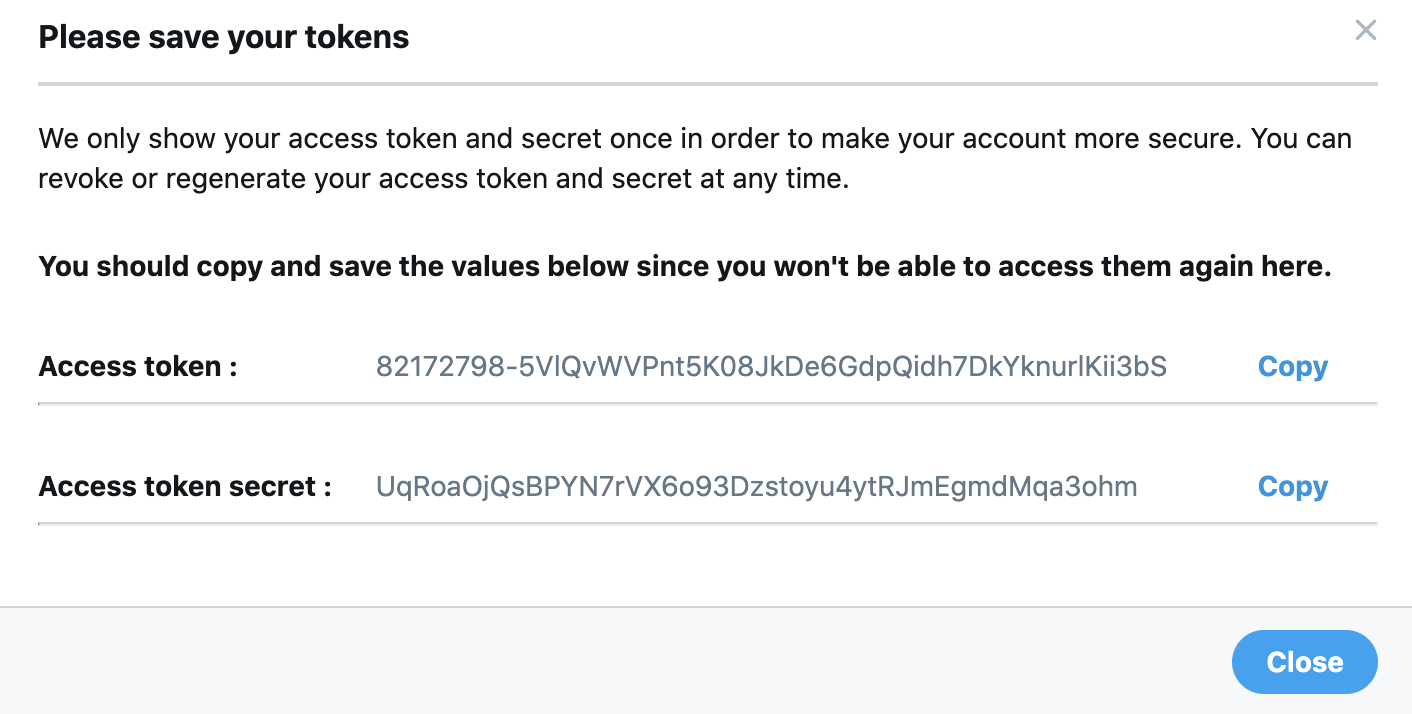 Please save your tokens
We only show your access token and secret once in order to make your account more secure. You can
revoke or regenerate your access token and secret at any time.
You should copy and save the values below since you won't be able to access them again here.
Access token : 82172798-5VlQvWVPnt5K08JkDe6GdpQidh7DkYknurlKii3bS Copy
Access token secret : UqRoaOjQsBPYN7rVX6o93Dzstoyu4ytRJmEgmdMqa3ohm Copy
Close